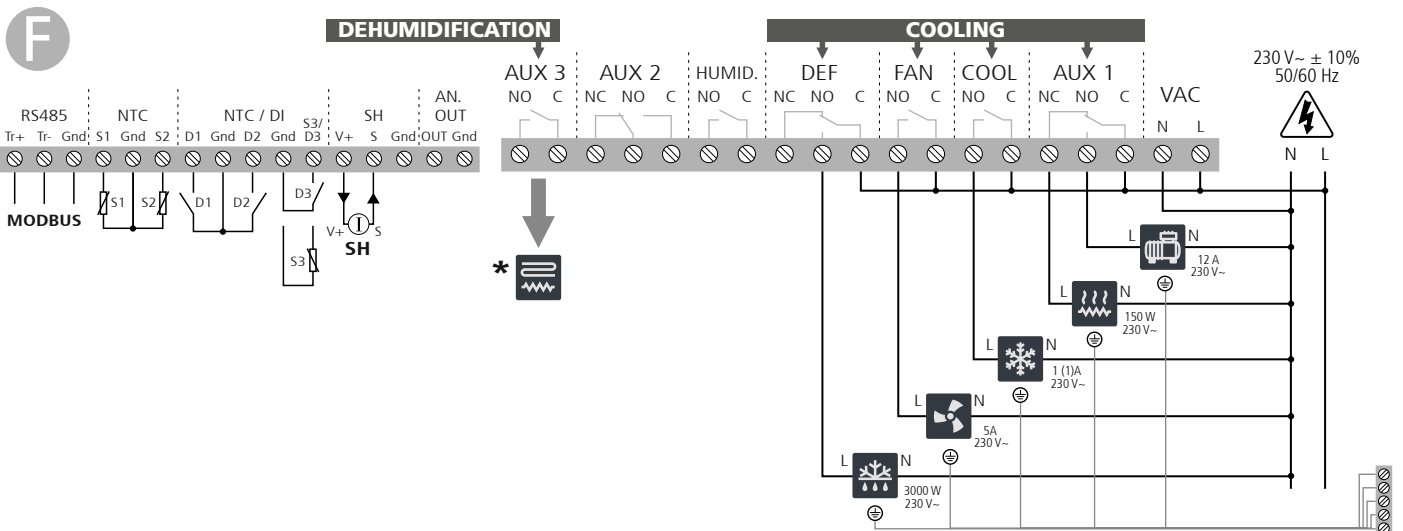 F
DEHUMIDIFICATION
COOLING
230 V~ ± 10%
50/60 Hz
AUX 3
AUX 2
HUMID.
DEF
FAN
COOL
AUX 1
VAC
RS485
NTC
NTC / DI
SH
AN.
OUT
NO C
NC NO C
NO C
NC NO C
NO C
NO C
NC NO C
N L
Tr+ Tr- Gnd S1 Gnd S2 D1 Gnd D2 Gnd S3/
D3 V+ S Gnd OUT Gnd
N L
MODBUS
S1
S2
D1
D2
D3
S3
V+ S
SH
*
L N
12 A
230 V~
L N
150 W
230 V~
L N
1 (1)A
230 V~
L N
5A
230 V~
L N
3000 W
230 V~